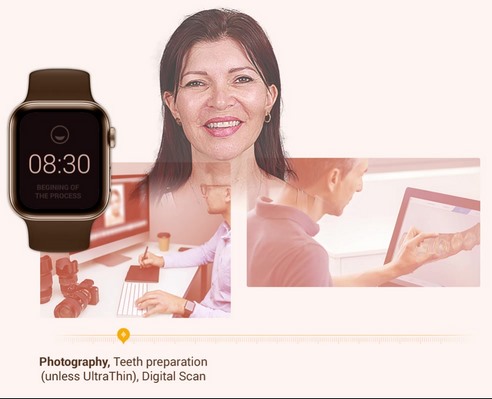 08:30
BEGINING OF
THE PROCESS
Photography, Teeth preparation
(unless UltraThin), Digital Scan